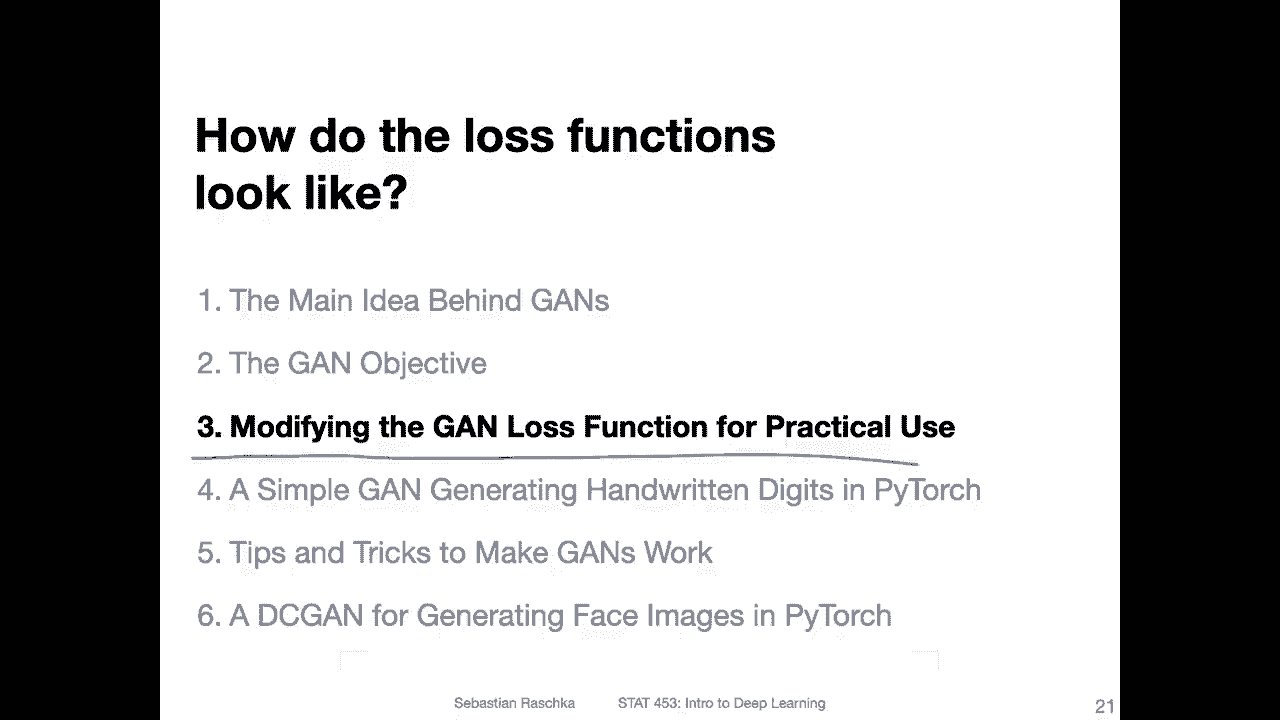 How do the loss functions
look like?
1. The Main Idea Behind GANs
2. The GAN Objective
3. Modifying the GAN Loss Function for Practical Use
4. A Simple GAN Generating Handwritten Digits in PyTorch
5. Tips and Tricks to Make GANs Work
6. A DCGAN for Generating Face Images in PyTorch
Sebastian Raschka STAT 453: Intro to Deep Learning 21